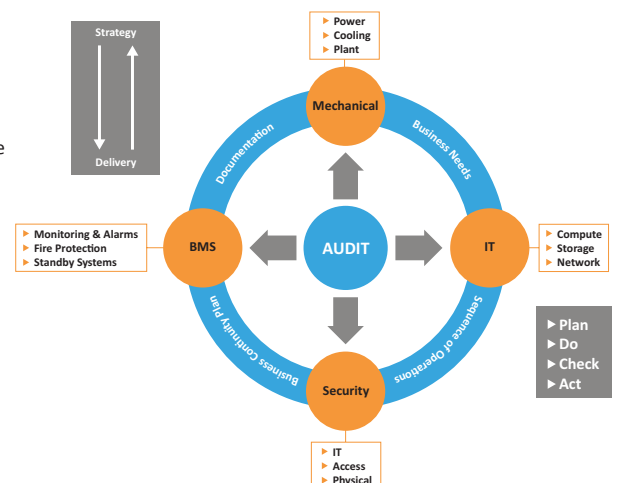 Power
Cooling
Plant
Strategy
Mechanical
e
Delivery
Documentation
Business Needs
Monitoring & Alarms
Fire Protection
Standby Systems
BMS
AUDIT
IT
Compute
Storage
Network
Business Continuity Plan
Sequence of Operations
Plan
Do
Check
Act
Security
IT
Access
Physical